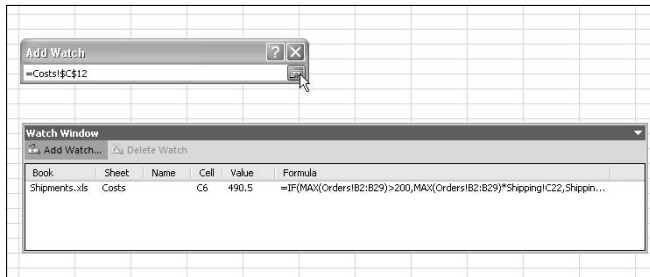 Add Watch
=Costs!$C$12
Watch Window
Add Watch... Delete Watch
Book Sheet Name Cell Value Formula
Shipments.xls Costs C6 490.5 =IF(MAX(Orders!B2:B29)>200,MAX(Orders!B2:B29)*Shipping!C22,Shippin...